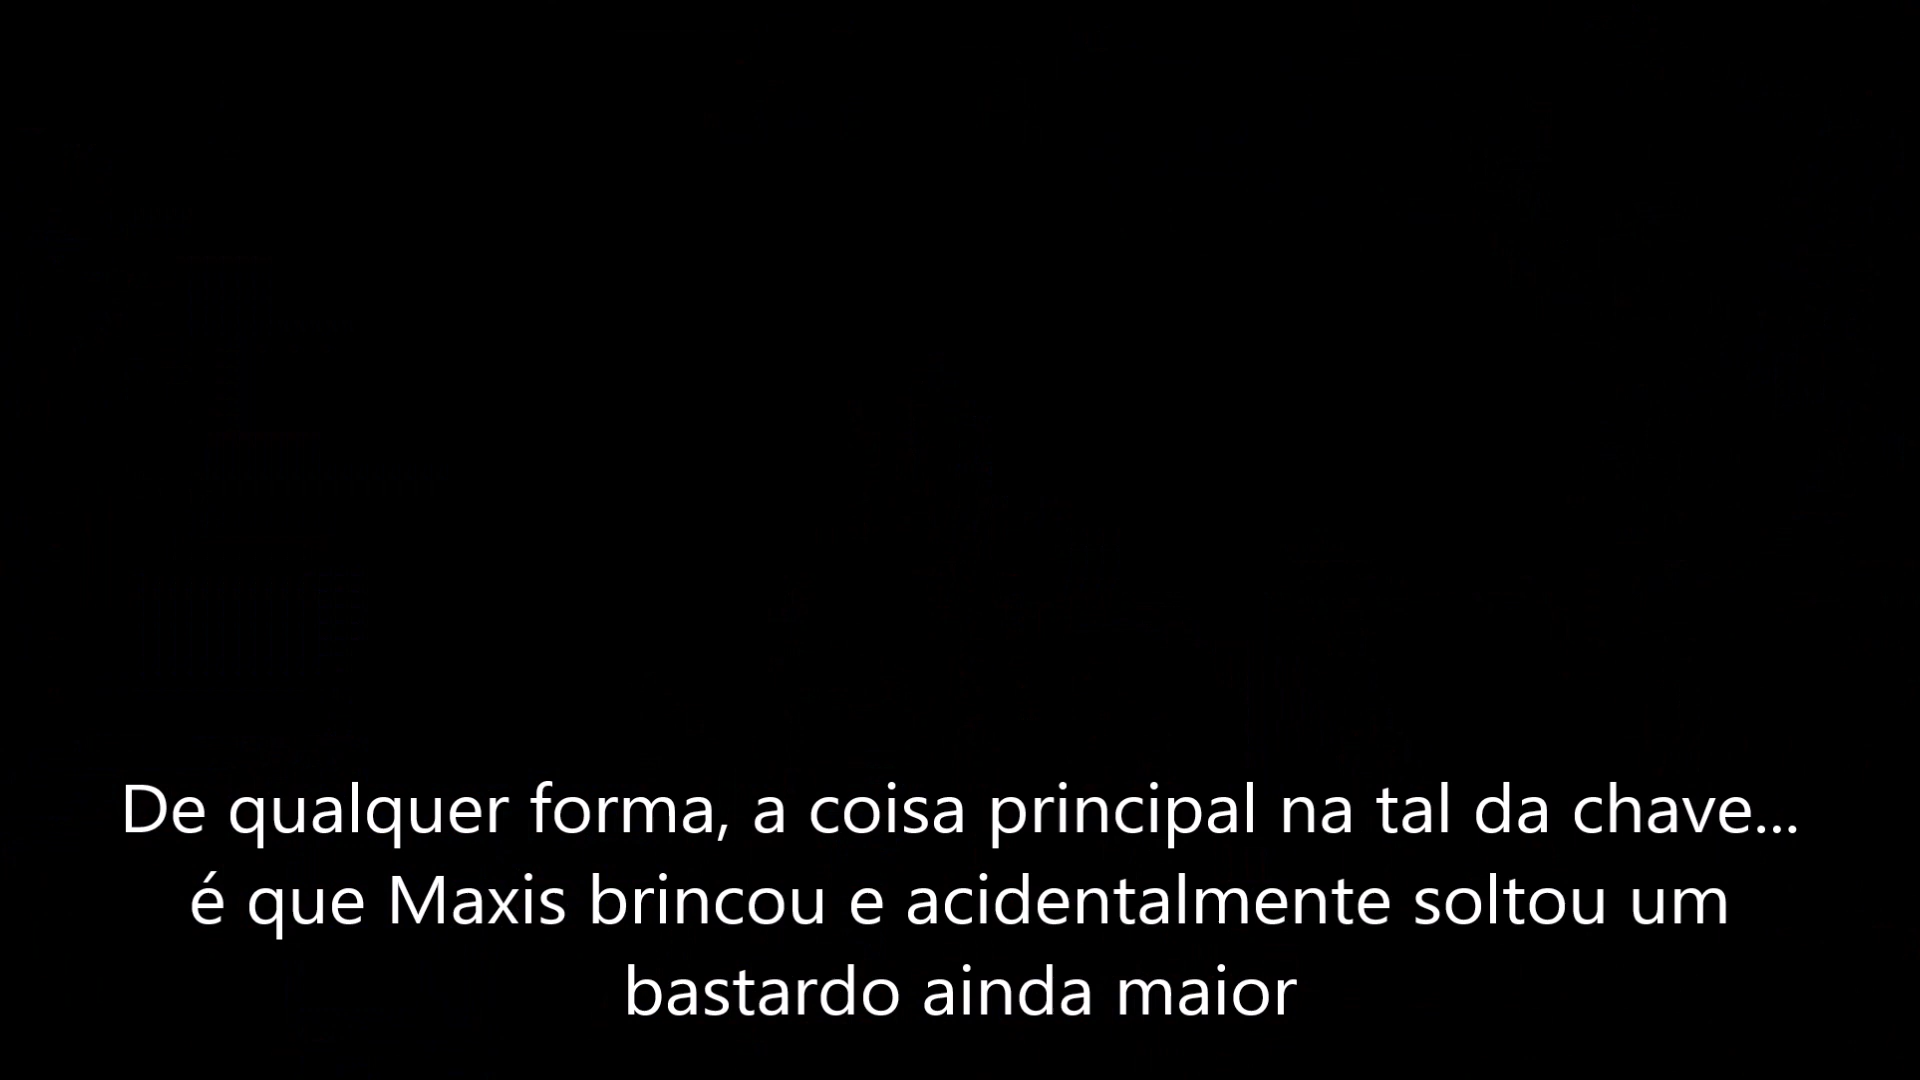 De qualquer forma, a coisa principal na tal da chave...
é que Maxis brincou e acidentalmente soltou um
bastardo ainda maior